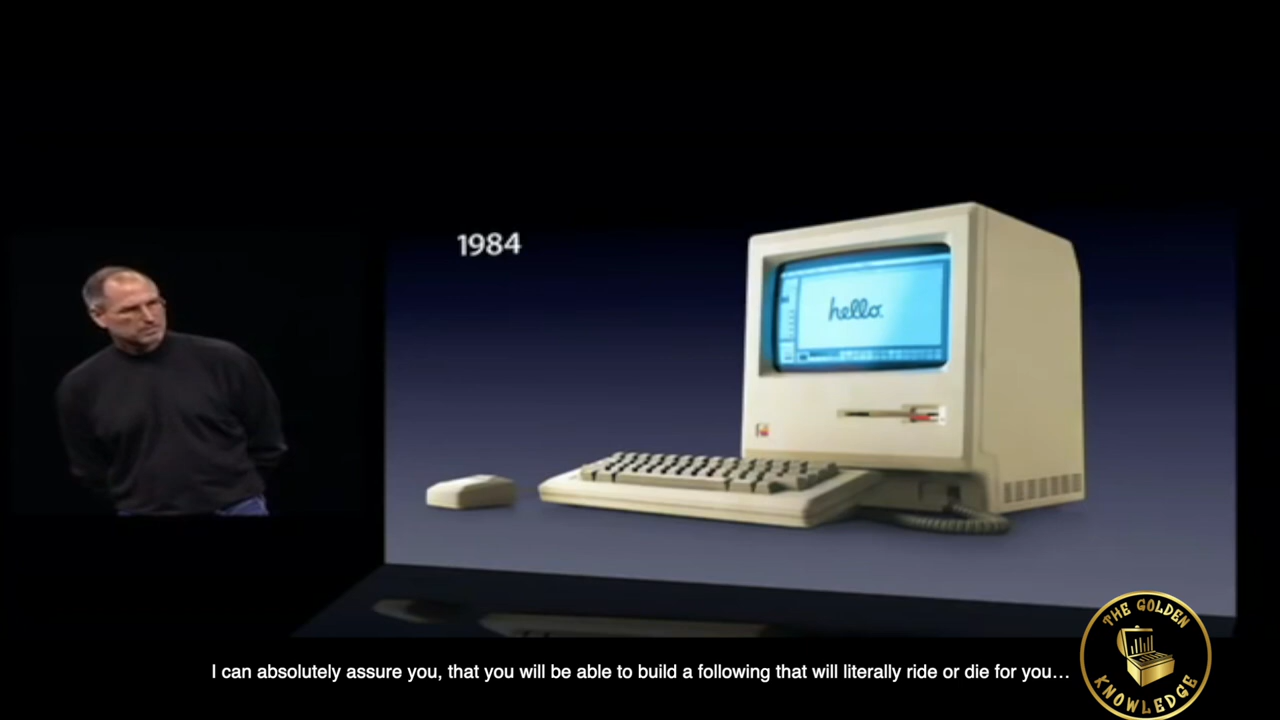 1984
hello.
I can absolutely assure you, that you will be able to build a following that will literally ride or die for you…
THE GOLDEN
KNOWLEDGE